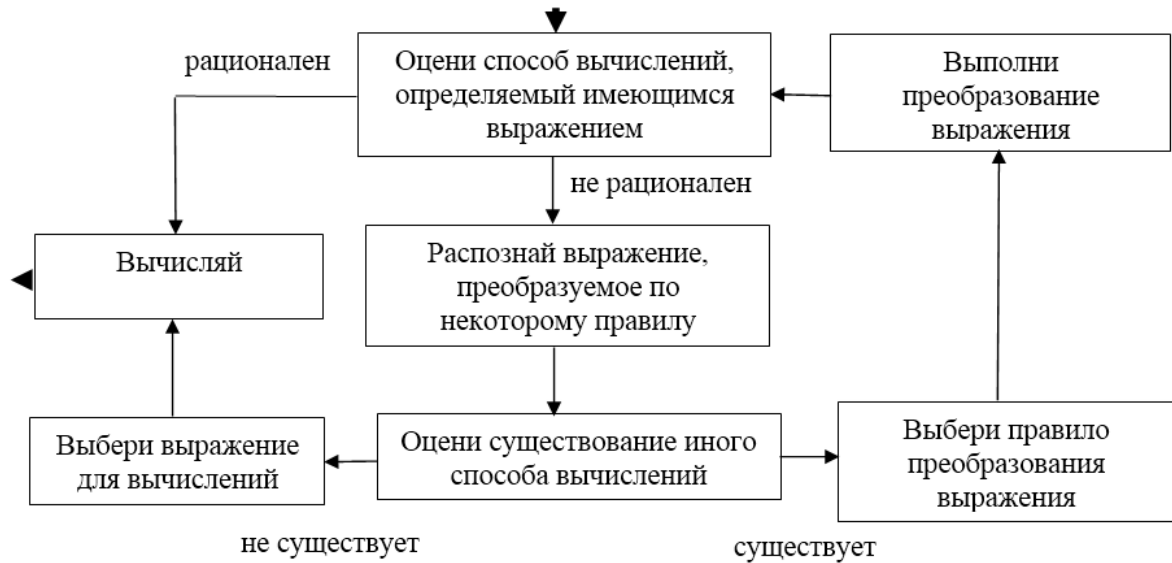 рационален
Оцени способ вычислений,
определяемый имеющимся
выражением
Выполни
преобразование
выражения
не рационален
Вычисляй
Распознай выражение,
преобразуемое по
некоторому правилу
Выбери выражение
для вычислений
Оцени существование иного
способа вычислений
Выбери правило
преобразования
выражения
не существует
существует